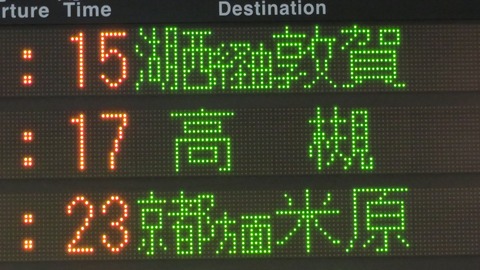 rture Time Destination
: 15 湖西経由敦賀
: 17 高槻
: 23 京都方面米原